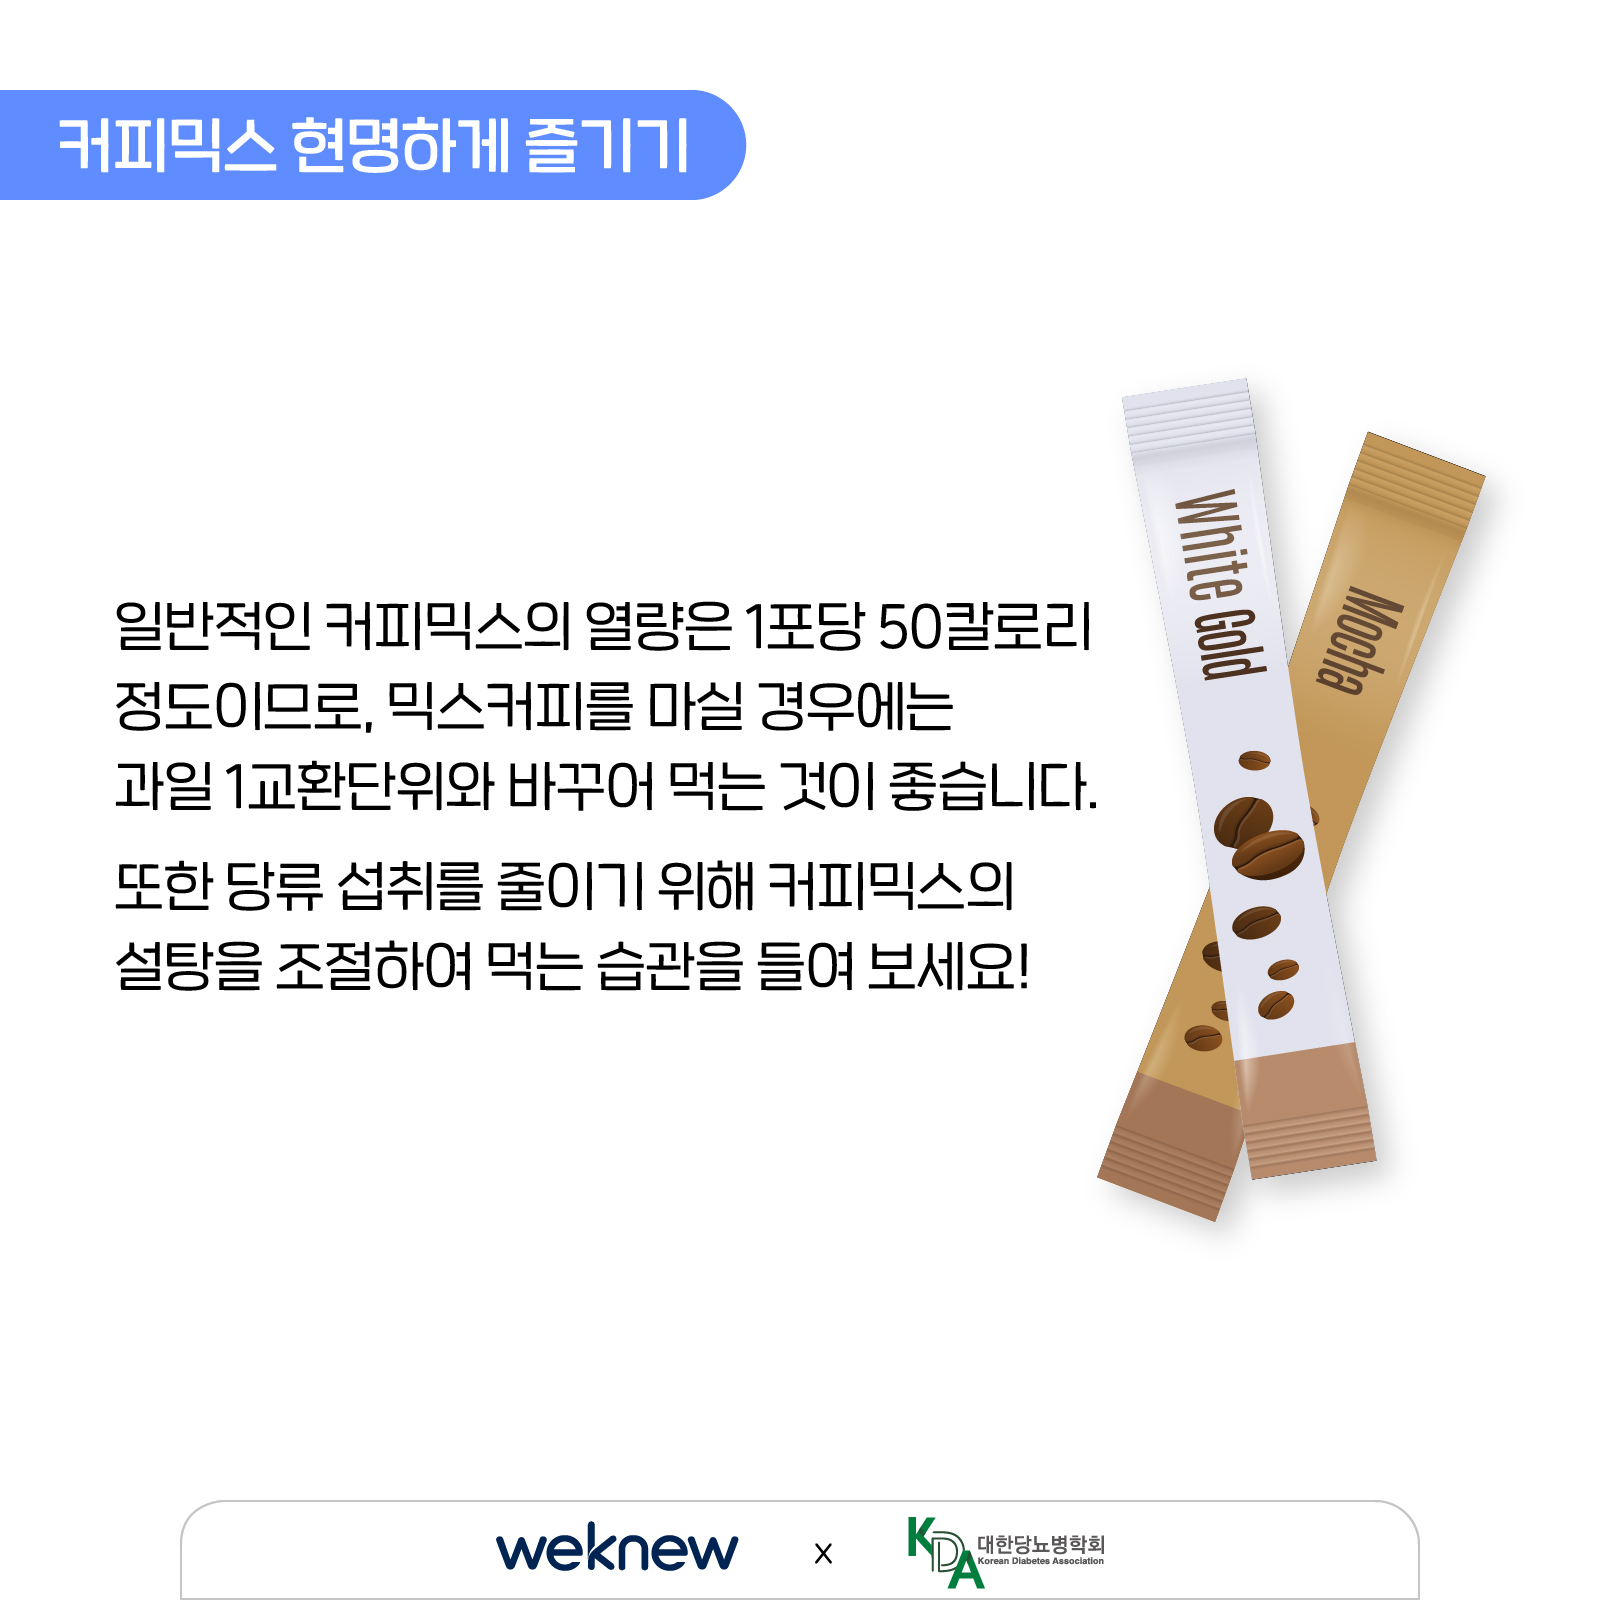 커피믹스 현명하게 즐기기
White Gold
Mocha
일반적인 커피믹스의 열량은 1포당 50칼로리
정도이므로, 믹스커피를 마실 경우에는
과일 1교환단위와 바꾸어 먹는 것이 좋습니다.
또한 당류 섭취를 줄이기 위해 커피믹스의
설탕을 조절하여 먹는 습관을 들여 보세요!
weknew x KDA 대한당뇨병학회
Korean Diabetes Association